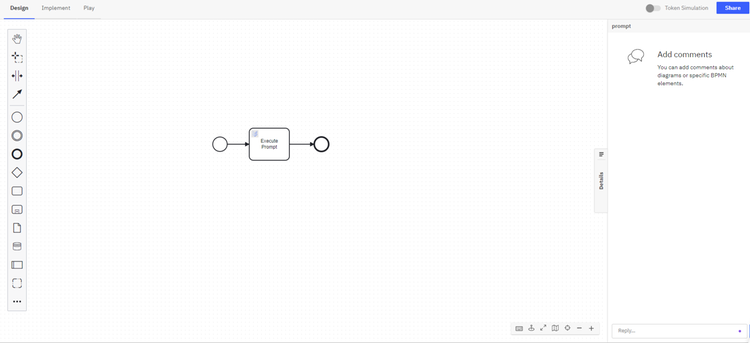 Design Implement Play Token Simulation Share
prompt
Add comments
You can add comments about
diagrams or specific BPMN
elements.
Execute
Prompt
Details
Reply...